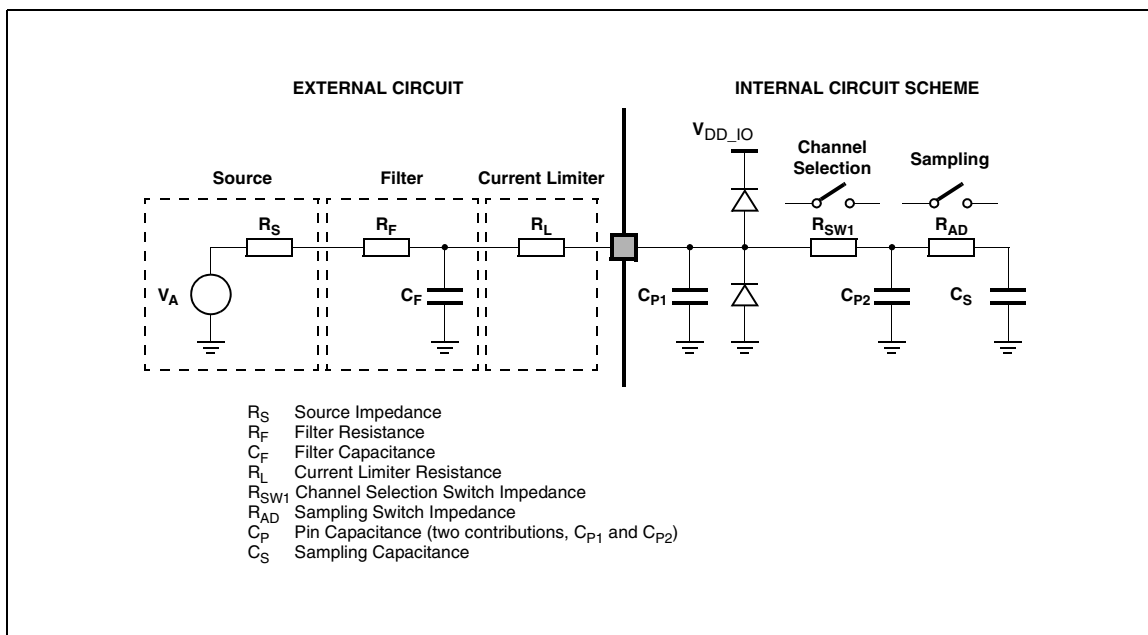 EXTERNAL CIRCUIT
INTERNAL CIRCUIT SCHEME
VDD_IO
Channel
Selection
Sampling
Source
Filter
Current Limiter
RS
RF
RL
RSW1
RAD
VA
CF
CP1
CP2
CS
RS Source Impedance
RF Filter Resistance
CF Filter Capacitance
RL Current Limiter Resistance
RSW1 Channel Selection Switch Impedance
RAD Sampling Switch Impedance
CP Pin Capacitance (two contributions, CP1 and CP2)
CS Sampling Capacitance